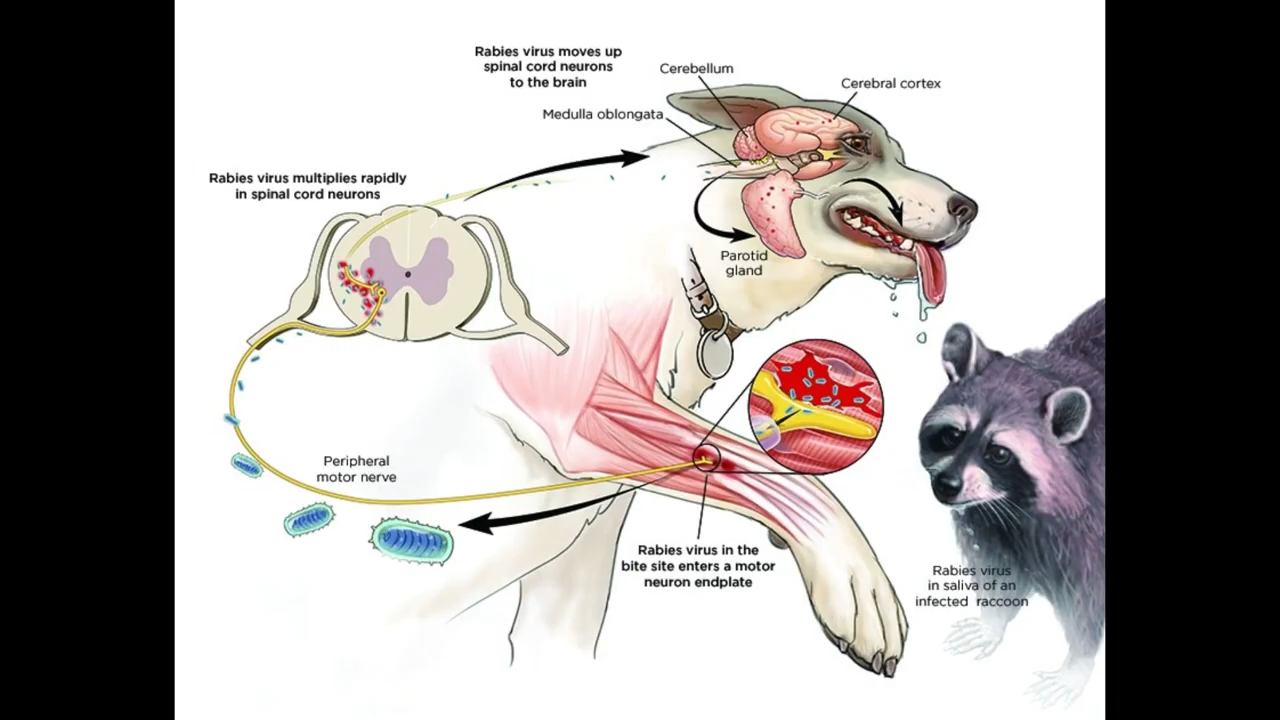 Rabies virus moves up
spinal cord neurons
to the brain
Cerebellum
Cerebral cortex
Medulla oblongata
Rabies virus multiplies rapidly
in spinal cord neurons
Parotid
gland
Peripheral
motor nerve
Rabies virus in the
bite site enters a motor
neuron endplate
Rabies virus
in saliva of an
infected raccoon